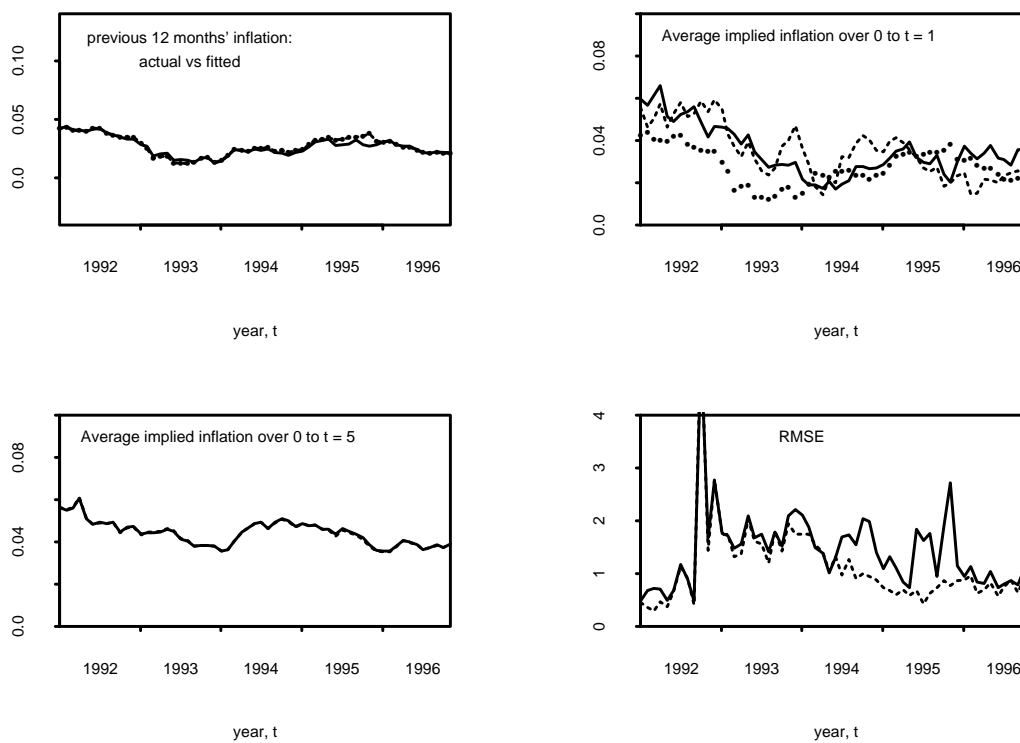 previous 12 months’ inflation:
actual vs fitted
0.10
0.05
0.0
1992 1993 1994 1995 1996
year, t
Average implied inflation over 0 to t = 1
0.08
0.04
0.0
1992 1993 1994 1995 1996
year, t
Average implied inflation over 0 to t = 5
0.08
0.04
0.0
1992 1993 1994 1995 1996
year, t
RMSE
4
3
2
1
0
1992 1993 1994 1995 1996
year, t